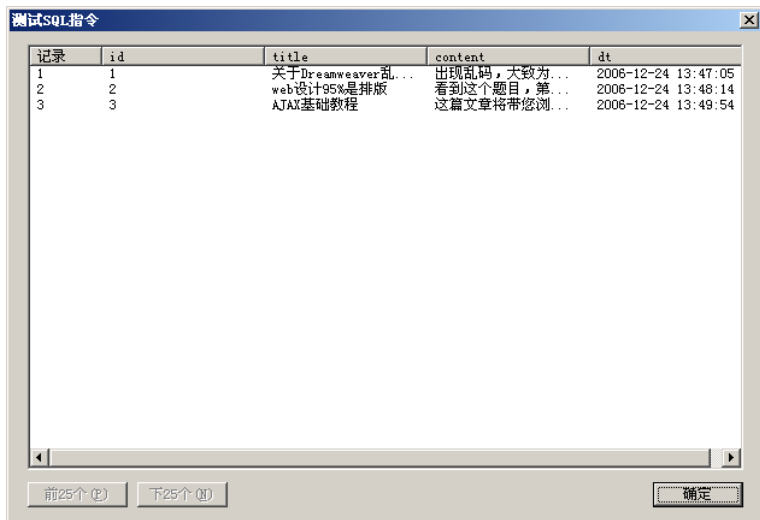 测试SQL指令
记录 id title content dt
1 1 关于Dreamweaver乱... 出现乱码，大致为... 2006-12-24 13:47:05
2 2 web设计95%是排版 看到这个题目，第... 2006-12-24 13:48:14
3 3 AJAX基础教程 这篇文章将带您浏... 2006-12-24 13:49:54
前25个(P) 下25个(N) 确定